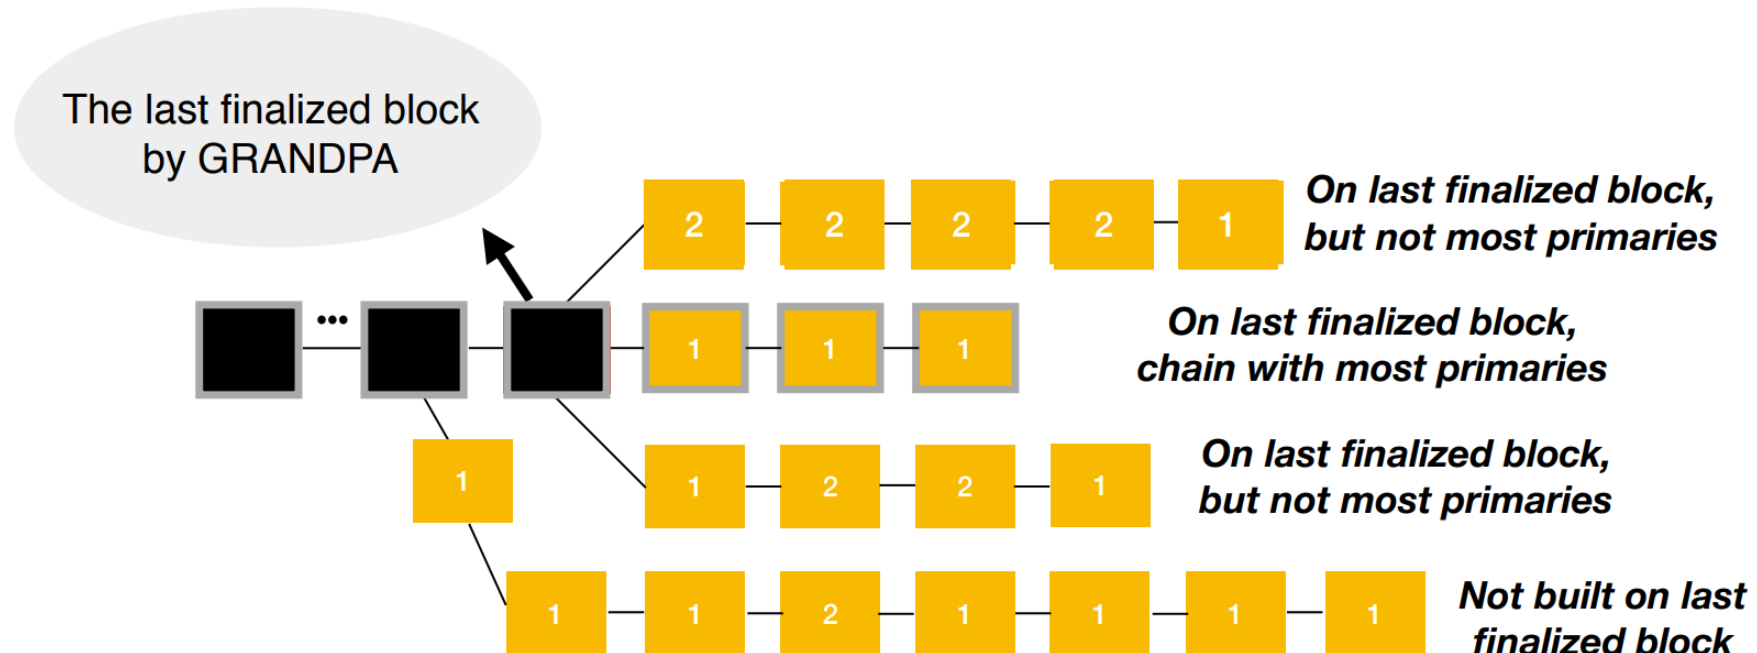 The last finalized block
by GRANDPA
2 2 2 2 1
On last finalized block,
but not most primaries
•••
1 1 1
On last finalized block,
chain with most primaries
1
1 2 2 1
On last finalized block,
but not most primaries
1 1 2 1 1 1 1
Not built on last
finalized block